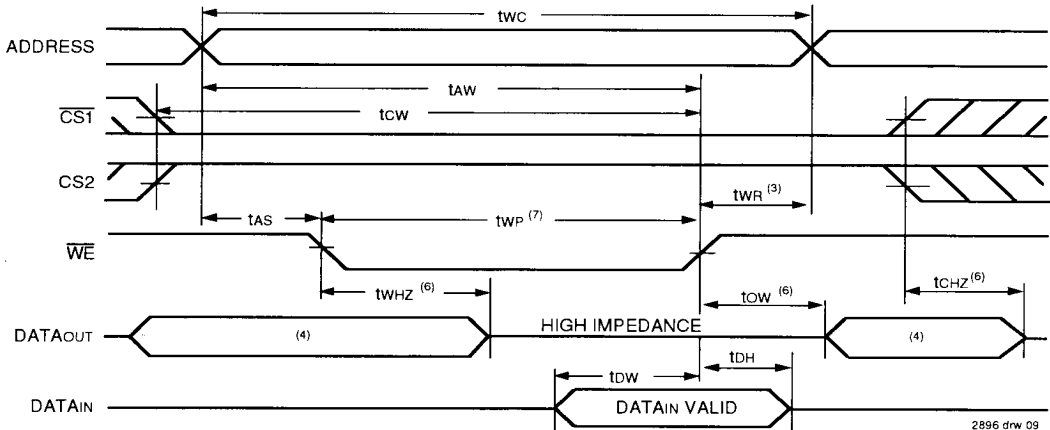 tWC
ADDRESS
tAW
tCW
CS1
CS2
tWR (3)
tAS
tWP (7)
WE
tWHZ (6)
tOW (6)
tCHZ (6)
DATAOUT
(4)
HIGH IMPEDANCE
(4)
tDW
tDH
DATAIN
DATAIN VALID
2896 drw 09